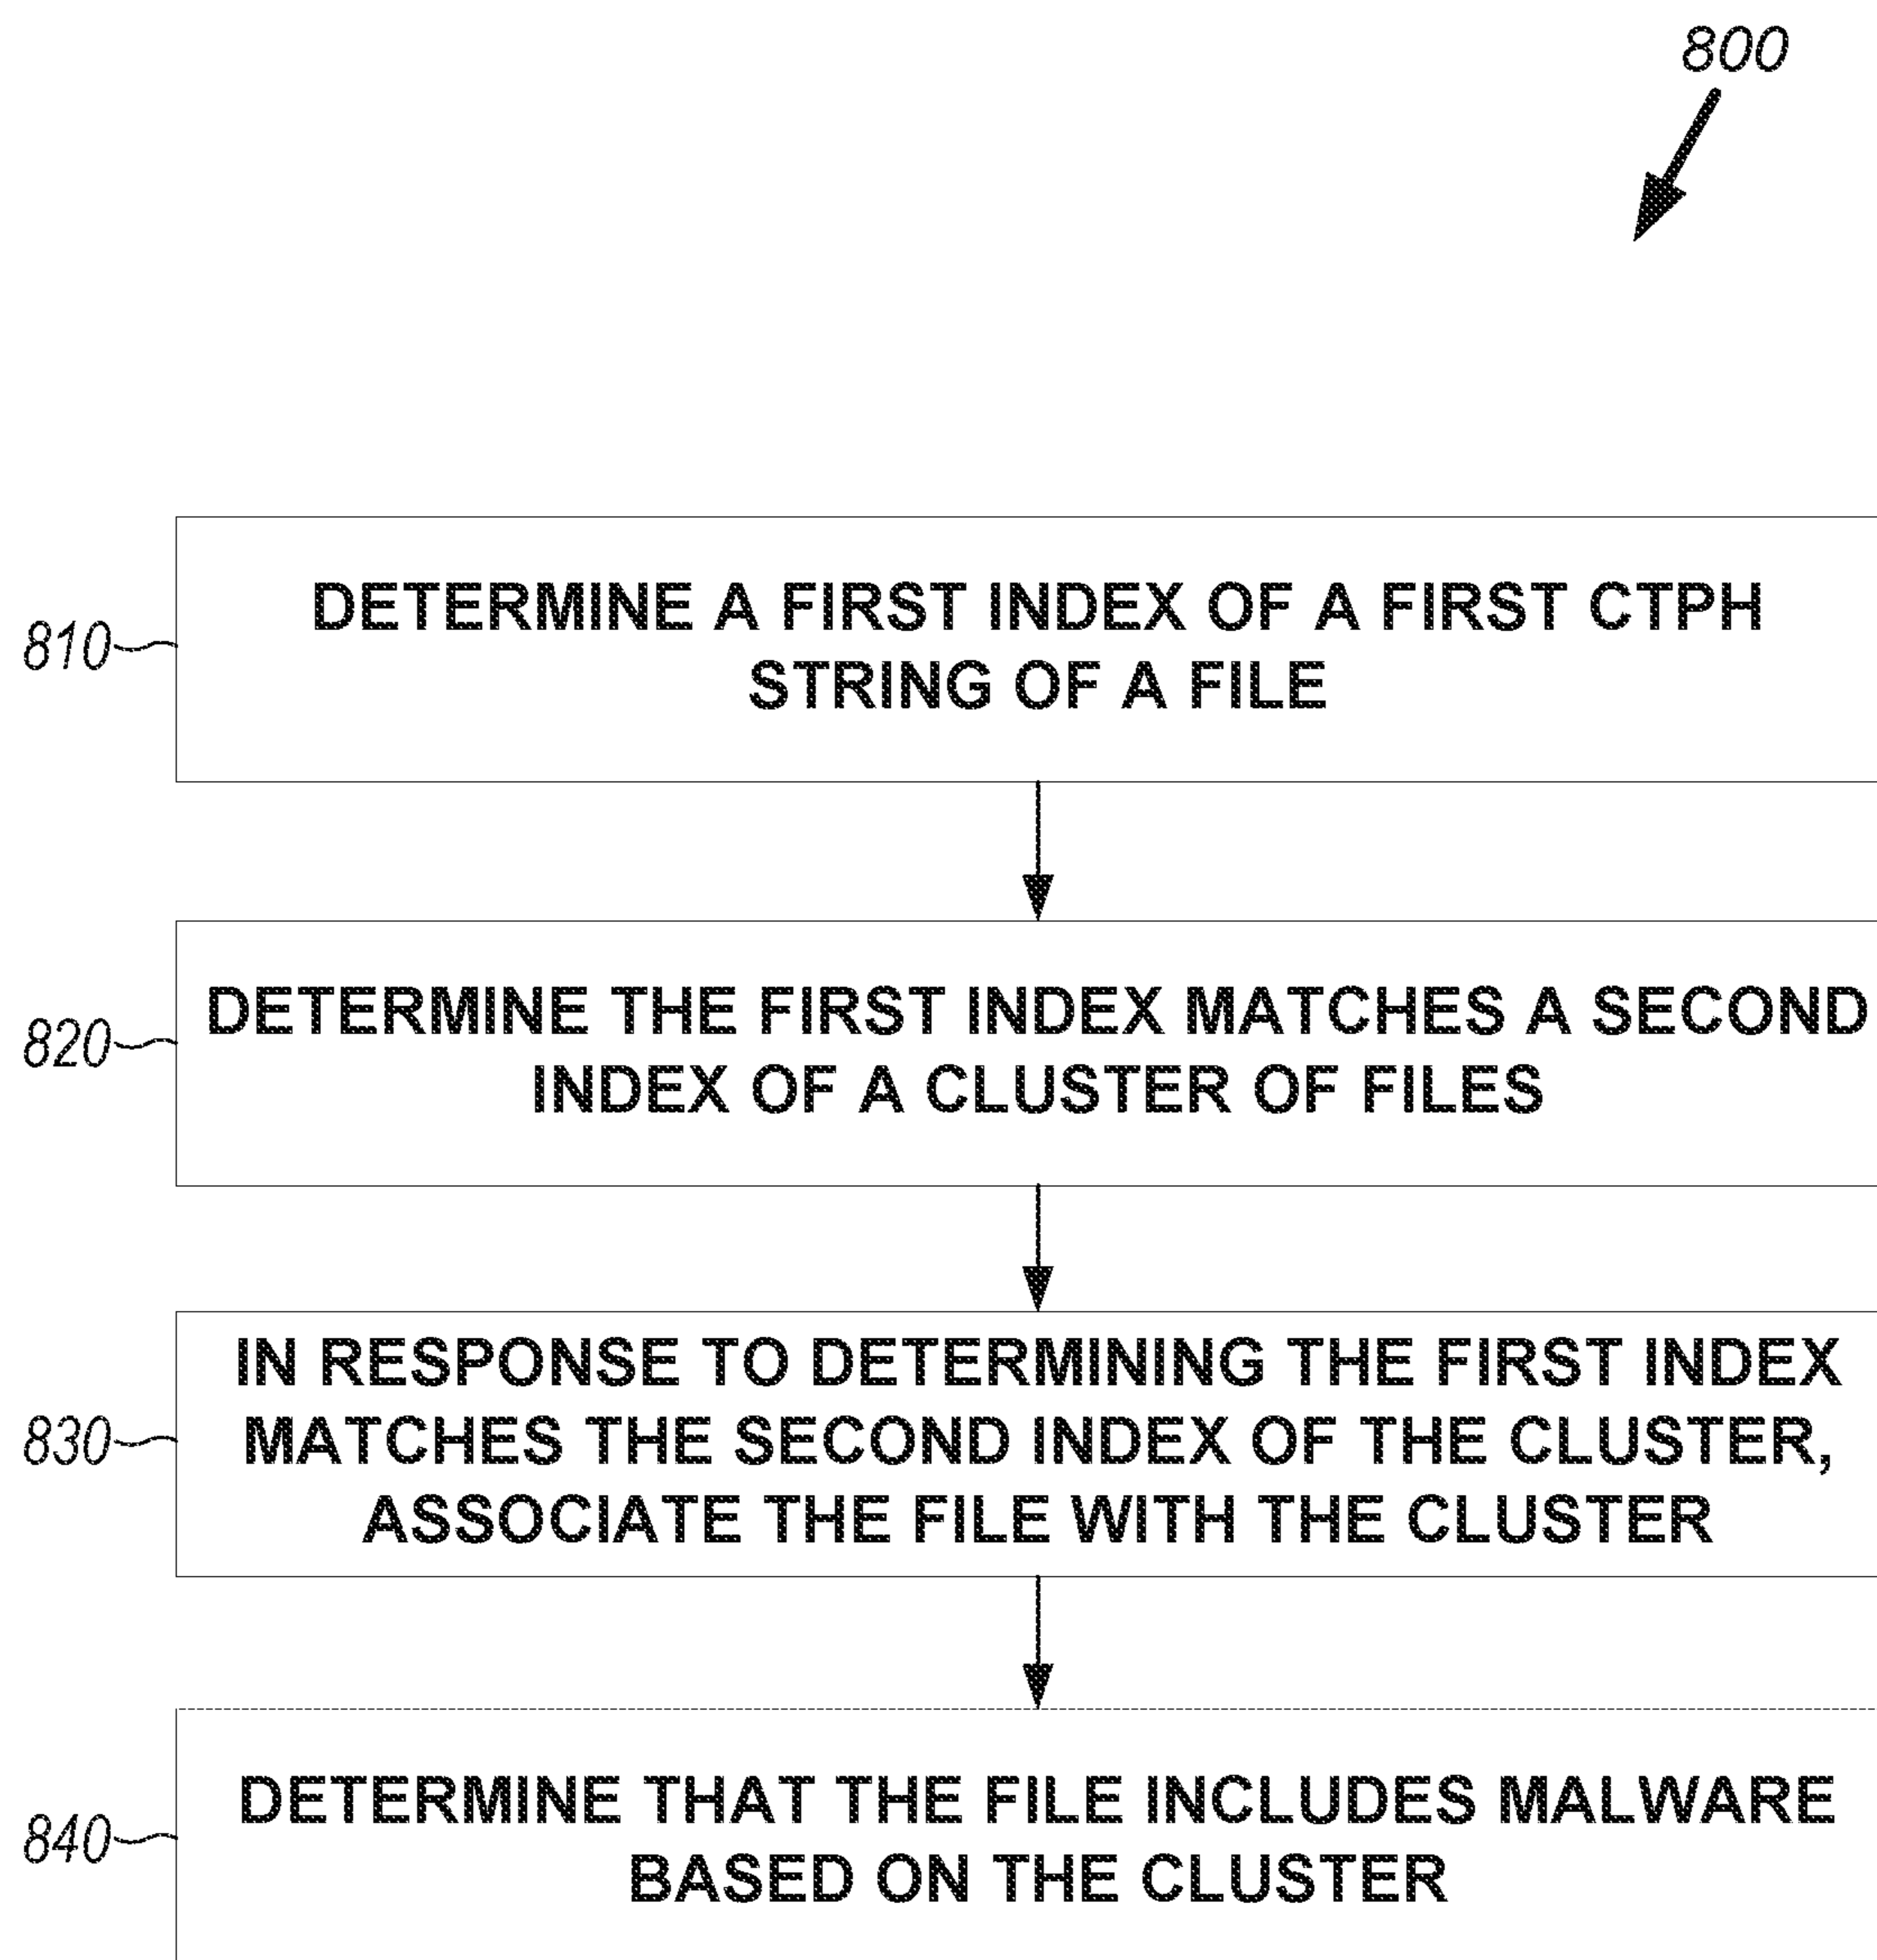 800
810
DETERMINE A FIRST INDEX OF A FIRST CTPH
STRING OF A FILE
820
DETERMINE THE FIRST INDEX MATCHES A SECOND
INDEX OF A CLUSTER OF FILES
830
IN RESPONSE TO DETERMINING THE FIRST INDEX
MATCHES THE SECOND INDEX OF THE CLUSTER,
ASSOCIATE THE FILE WITH THE CLUSTER
840
DETERMINE THAT THE FILE INCLUDES MALWARE
BASED ON THE CLUSTER